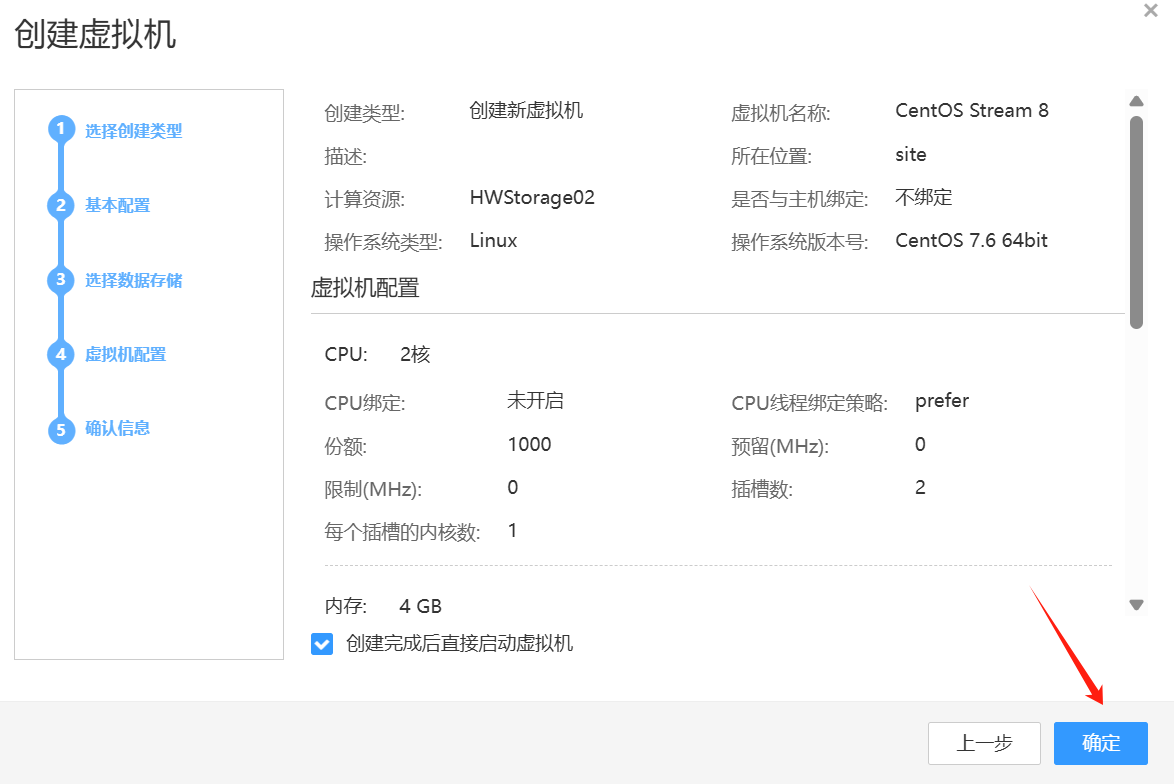 创建虚拟机
1 选择创建类型
2 基本配置
3 选择数据存储
4 虚拟机配置
5 确认信息
创建类型: 创建新虚拟机 虚拟机名称: CentOS Stream 8
描述: 所在位置: site
计算资源: HWStorage02 是否与主机绑定: 不绑定
操作系统类型: Linux 操作系统版本号: CentOS 7.6 64bit
虚拟机配置
CPU: 2核
CPU绑定: 未开启 CPU线程绑定策略: prefer
份额: 1000 预留(MHz): 0
限制(MHz): 0 插槽数: 2
每个插槽的内核数: 1
内存: 4 GB
创建完成后直接启动虚拟机
上一步 确定